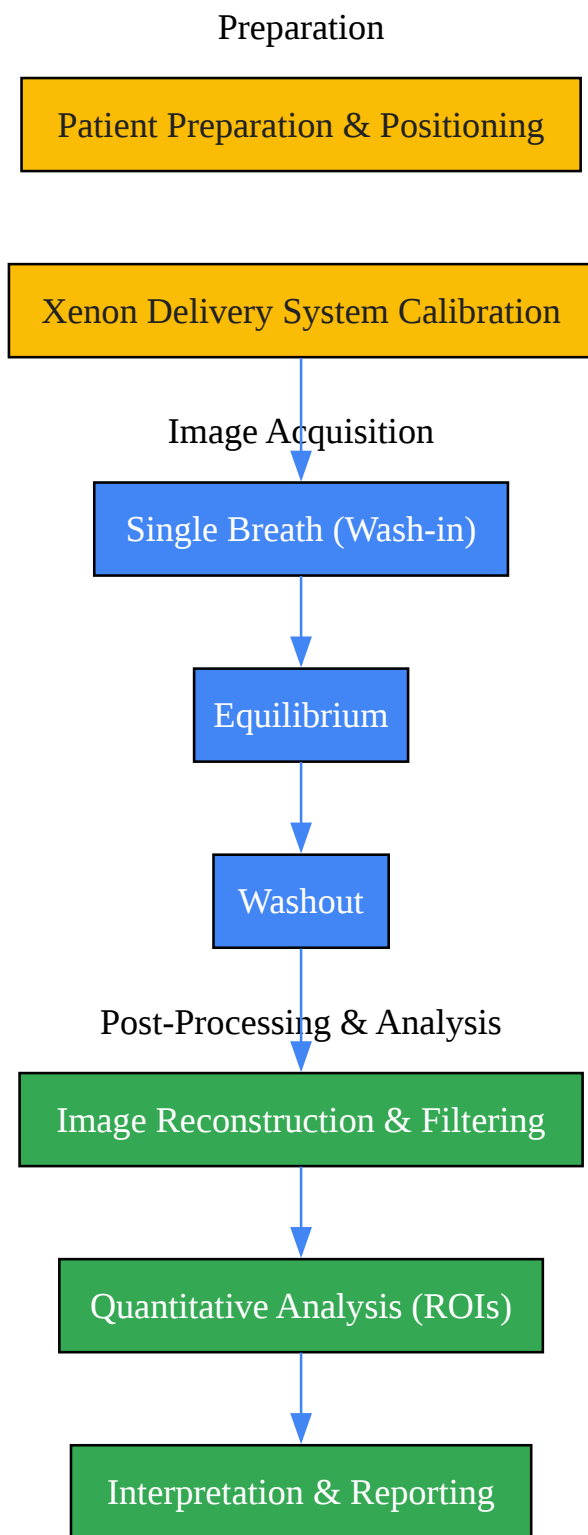 Preparation
Patient Preparation & Positioning
Xenon Delivery System Calibration
Image Acquisition
Single Breath (Wash-in)
Equilibrium
Washout
Post-Processing & Analysis
Image Reconstruction & Filtering
Quantitative Analysis (ROIs)
Interpretation & Reporting